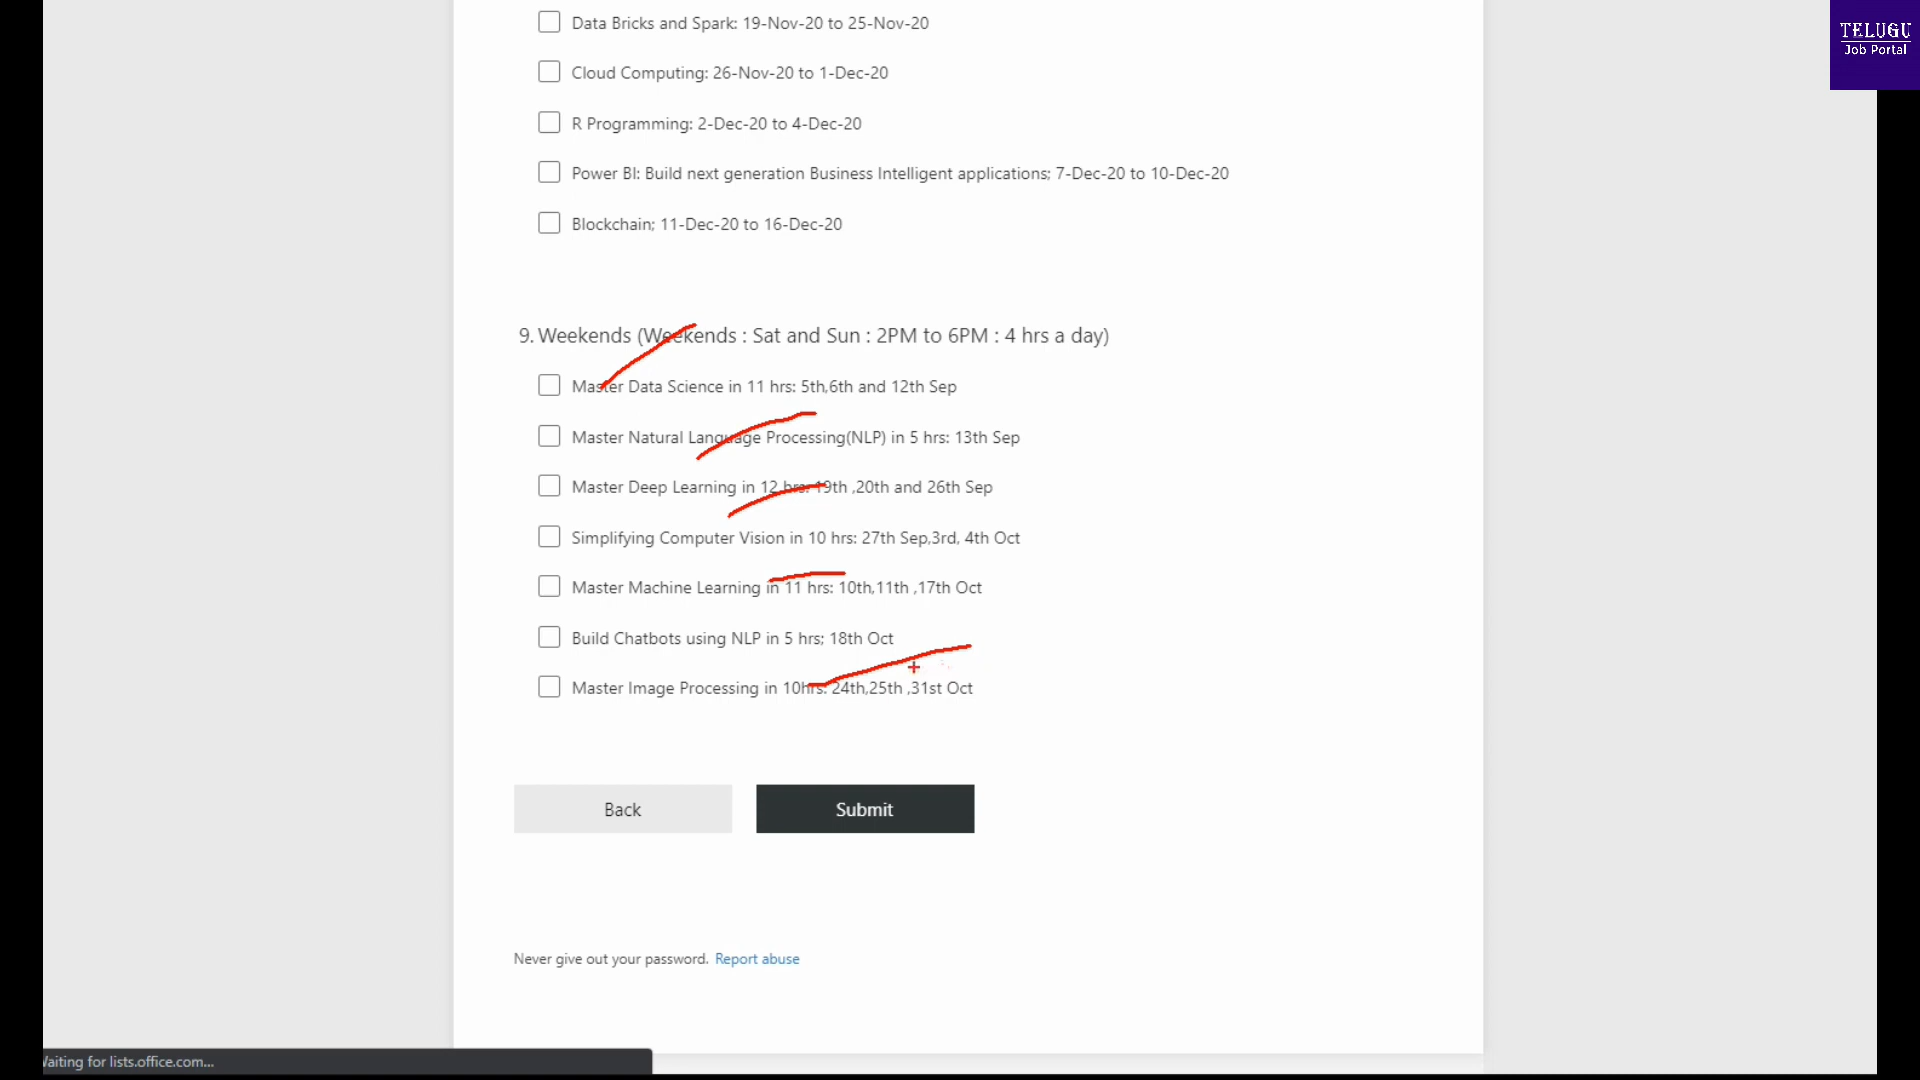 TELUGU
Job Portal
Data Bricks and Spark: 19-Nov-20 to 25-Nov-20
Cloud Computing: 26-Nov-20 to 1-Dec-20
R Programming: 2-Dec-20 to 4-Dec-20
Power BI: Build next generation Business Intelligent applications; 7-Dec-20 to 10-Dec-20
Blockchain; 11-Dec-20 to 16-Dec-20
9. Weekends (Weekends : Sat and Sun : 2PM to 6PM : 4 hrs a day)
Master Data Science in 11 hrs: 5th,6th and 12th Sep
Master Natural Language Processing(NLP) in 5 hrs: 13th Sep
Master Deep Learning in 12 hrs: 19th ,20th and 26th Sep
Simplifying Computer Vision in 10 hrs: 27th Sep,3rd, 4th Oct
Master Machine Learning in 11 hrs: 10th,11th ,17th Oct
Build Chatbots using NLP in 5 hrs; 18th Oct
Master Image Processing in 10hrs: 24th,25th ,31st Oct
Back
Submit
Never give out your password. Report abuse
Waiting for lists.office.com...